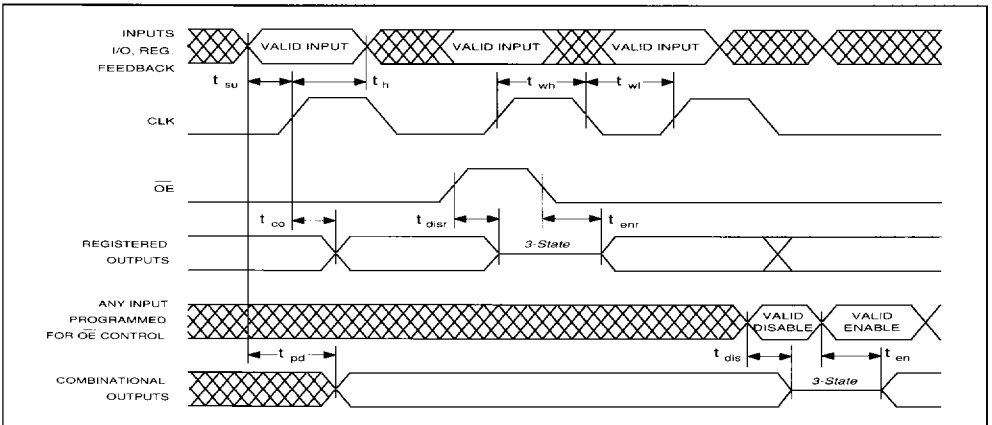 INPUTS
I/O, REG.
FEEDBACK
VALID INPUT VALID INPUT VALID INPUT
t su t h t wh t wl
CLK
OE
t co t disr t enr
REGISTERED
OUTPUTS
3-State
ANY INPUT
PROGRAMMED
FOR OE CONTROL
VALID
DISABLE
VALID
ENABLE
t pd t dis t en
COMBINATIONAL
OUTPUTS
3-State